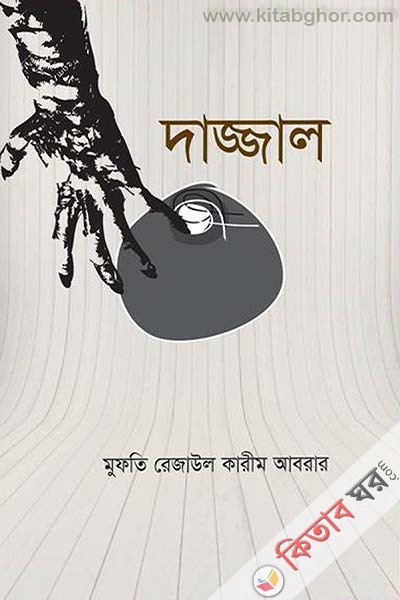 www.kitabghor.com
দাজ্জাল
মুফতি রেজাউল কারীম আবরার
কিতাব ঘর.com